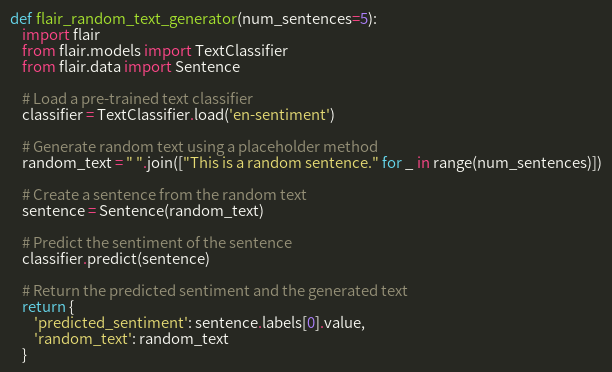 def flair_random_text_generator(num_sentences=5):
    import flair
    from flair.models import TextClassifier
    from flair.data import Sentence

    # Load a pre-trained text classifier
    classifier = TextClassifier.load('en-sentiment')

    # Generate random text using a placeholder method
    random_text = " ".join(["This is a random sentence." for _ in range(num_sentences)])

    # Create a sentence from the random text
    sentence = Sentence(random_text)

    # Predict the sentiment of the sentence
    classifier.predict(sentence)

    # Return the predicted sentiment and the generated text
    return {
        'predicted_sentiment': sentence.labels[0].value,
        'random_text': random_text
    }